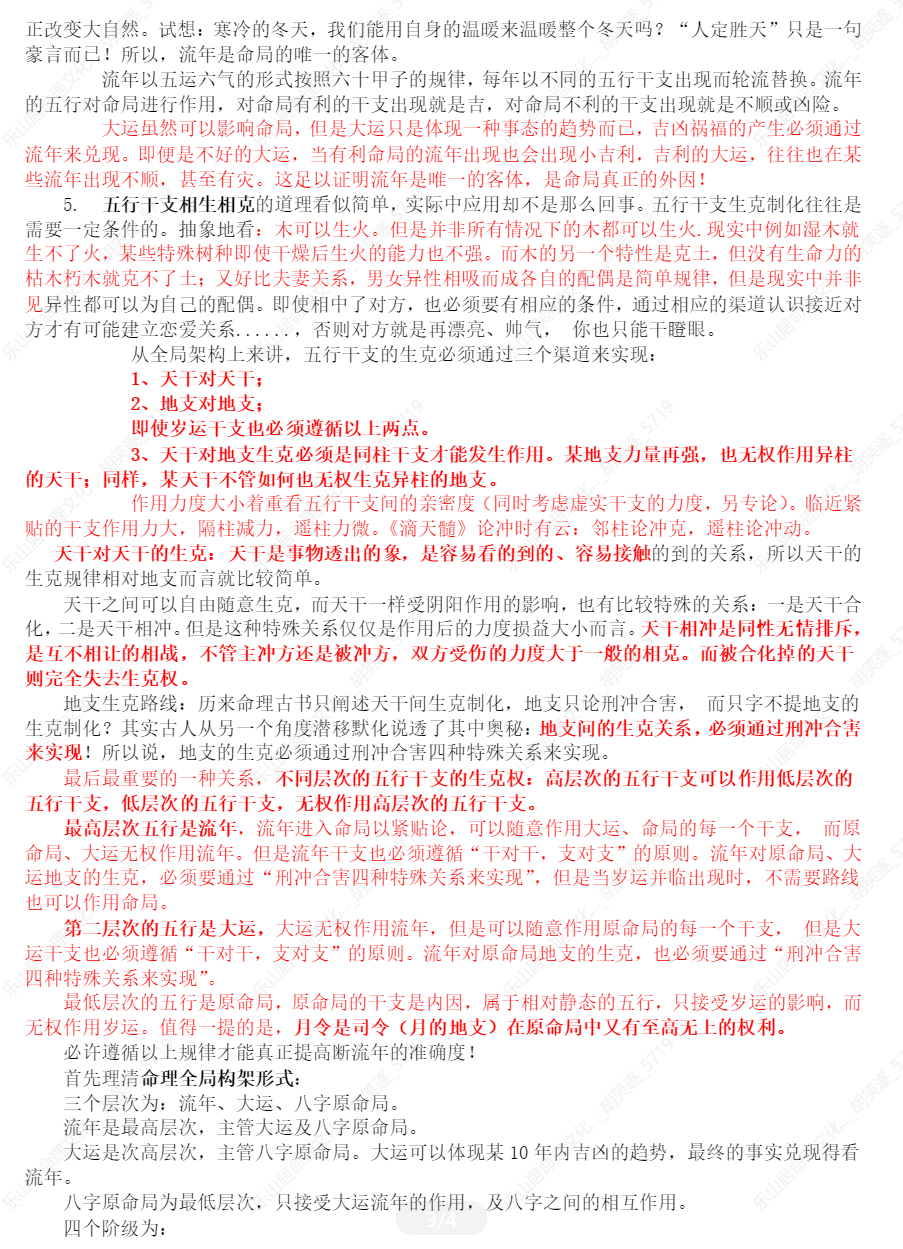 正改变大自然。试想：寒冷的冬天，我们能用自身的温暖来温暖整个冬天吗？“人定胜天”只是一句
豪言而已！所以，流年是命局的唯一的客体。
流年以五运六气的形式按照六十甲子的规律，每年以不同的五行干支出现而轮流替换。流年
的五行对命局进行作用，对命局有利的干支出现就是吉，对命局不利的干支出现就是不顺或凶险。
大运虽然可以影响命局，但是大运只是体现一种事态的趋势而已，吉凶祸福的产生必须通过
流年来兑现。即便是不好的大运，当有利命局的流年出现也会出现小吉利，吉利的大运，往往也在某
些流年出现不顺，甚至有灾。这足以证明流年是唯一的客体，是命局真正的外因！
5. 五行干支相生相克的道理看似简单，实际中应用却不是那么回事。五行干支生克制化往往是
需要一定条件的。抽象地看：木可以生火。但是并非所有情况下的木都可以生火.现实中例如湿木就
生不了火，某些特殊树种即使干燥后生火的能力也不强。而木的另一个特性是克土，但没有生命力的
枯木朽木就克不了土；又好比夫妻关系，男女异性相吸而成各自的配偶是简单规律，但是现实中并非
见异性都可以为自己的配偶。即使相中了对方，也必须要有相应的条件，通过相应的渠道认识接近对
方才有可能建立恋爱关系.......，否则对方就是再漂亮、帅气， 你也只能干瞪眼。
从全局架构上来讲，五行干支的生克必须通过三个渠道来实现：
1、天干对天干；
2、地支对地支；
即使岁运干支也必须遵循以上两点。
3、天干对地支生克必须是同柱干支才能发生作用。某地支力量再强，也无权作用异柱
的天干；同样，某天干不管如何也无权生克异柱的地支。
作用力度大小着重看五行干支间的亲密度（同时考虑虚实干支的力度，另专论）。临近紧
贴的干支作用力大，隔柱减力，遥柱力微。《滴天髓》论冲时有云：邻柱论冲克，遥柱论冲动。
天干对天干的生克：天干是事物透出的象，是容易看的到的、容易接触的到的关系，所以天干的
生克规律相对地支而言就比较简单。
天干之间可以自由随意生克，而天干一样受阴阳作用的影响，也有比较特殊的关系：一是天干合
化，二是天干相冲。但是这种特殊关系仅仅是作用后的力度损益大小而言。天干相冲是同性无情排斥，
是互不相让的相战，不管主冲方还是被冲方，双方受伤的力度大于一般的相克。而被合化掉的天干
则完全失去生克权。
地支生克路线：历来命理古书只阐述天干间生克制化，地支只论刑冲合害， 而只字不提地支的
生克制化？其实古人从另一个角度潜移默化说透了其中奥秘：地支间的生克关系，必须通过刑冲合害
来实现！所以说，地支的生克必须通过刑冲合害四种特殊关系来实现。
最后最重要的一种关系，不同层次的五行干支的生克权：高层次的五行干支可以作用低层次的
五行干支，低层次的五行干支，无权作用高层次的五行干支。
最高层次五行是流年，流年进入命局以紧贴论，可以随意作用大运、命局的每一个干支， 而原
命局、大运无权作用流年。但是流年干支也必须遵循“干对干，支对支”的原则。流年对原命局、大
运地支的生克，必须要通过“刑冲合害四种特殊关系来实现”，但是当岁运并临出现时，不需要路线
也可以作用命局。
第二层次的五行是大运，大运无权作用流年，但是可以随意作用原命局的每一个干支， 但是大
运干支也必须遵循“干对干，支对支”的原则。流年对原命局地支的生克，也必须要通过“刑冲合害
四种特殊关系来实现”。
最低层次的五行是原命局，原命局的干支是内因，属于相对静态的五行，只接受岁运的影响，而
无权作用岁运。值得一提的是，月令是司令（月的地支）在原命局中又有至高无上的权利。
必许遵循以上规律才能真正提高断流年的准确度！
首先理清命理全局构架形式：
三个层次为：流年、大运、八字原命局。
流年是最高层次，主管大运及八字原命局。
大运是次高层次，主管八字原命局。大运可以体现某 10 年内吉凶的趋势，最终的事实兑现得看
流年。
八字原命局为最低层次，只接受大运流年的作用，及八字之间的相互作用。
3/4
四个阶级为：